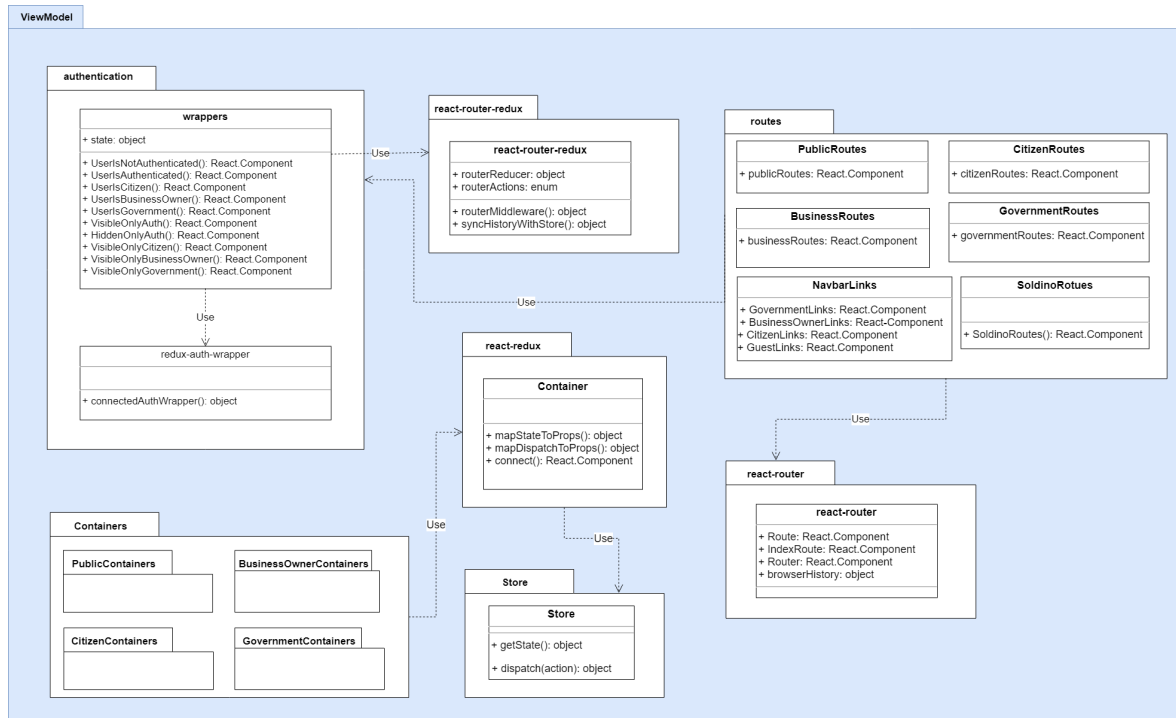 ViewModel
authentication
wrappers
+ state: object
+ UserIsNotAuthenticated(): React.Component
+ UserIsAuthenticated(): React.Component
+ UserIsCitizen(): React.Component
+ UserIsBusinessOwner(): React.Component
+ UserIsGovernment(): React.Component
+ VisibleOnlyAuth(): React.Component
+ HiddenOnlyAuth(): React.Component
+ VisibleOnlyCitizen(): React.Component
+ VisibleOnlyBusinessOwner(): React.Component
+ VisibleOnlyGovernment(): React.Component
Use
redux-auth-wrapper
+ connectedAuthWrapper(): object
Use
react-router-redux
react-router-redux
+ routerReducer: object
+ routerActions: enum
+ routerMiddleware(): object
+ syncHistoryWithStore(): object
routes
PublicRoutes
+ publicRoutes: React.Component
CitizenRoutes
+ citizenRoutes: React.Component
BusinessRoutes
+ businessRoutes: React.Component
GovernmentRoutes
+ governmentRoutes: React.Component
NavbarLinks
+ GovernmentLinks: React.Component
+ BusinessOwnerLinks: React-Component
+ CitizenLinks: React.Component
+ GuestLinks: React.Component
SoldinoRotues
+ SoldinoRoutes(): React.Component
Use
react-redux
Container
+ mapStateToProps(): object
+ mapDispatchToProps(): object
+ connect(): React.Component
Use
react-router
react-router
+ Route: React.Component
+ IndexRoute: React.Component
+ Router: React.Component
+ browserHistory: object
Containers
PublicContainers
BusinessOwnerContainers
CitizenContainers
GovernmentContainers
Use
Use
Store
Store
+ getState(): object
+ dispatch(action): object